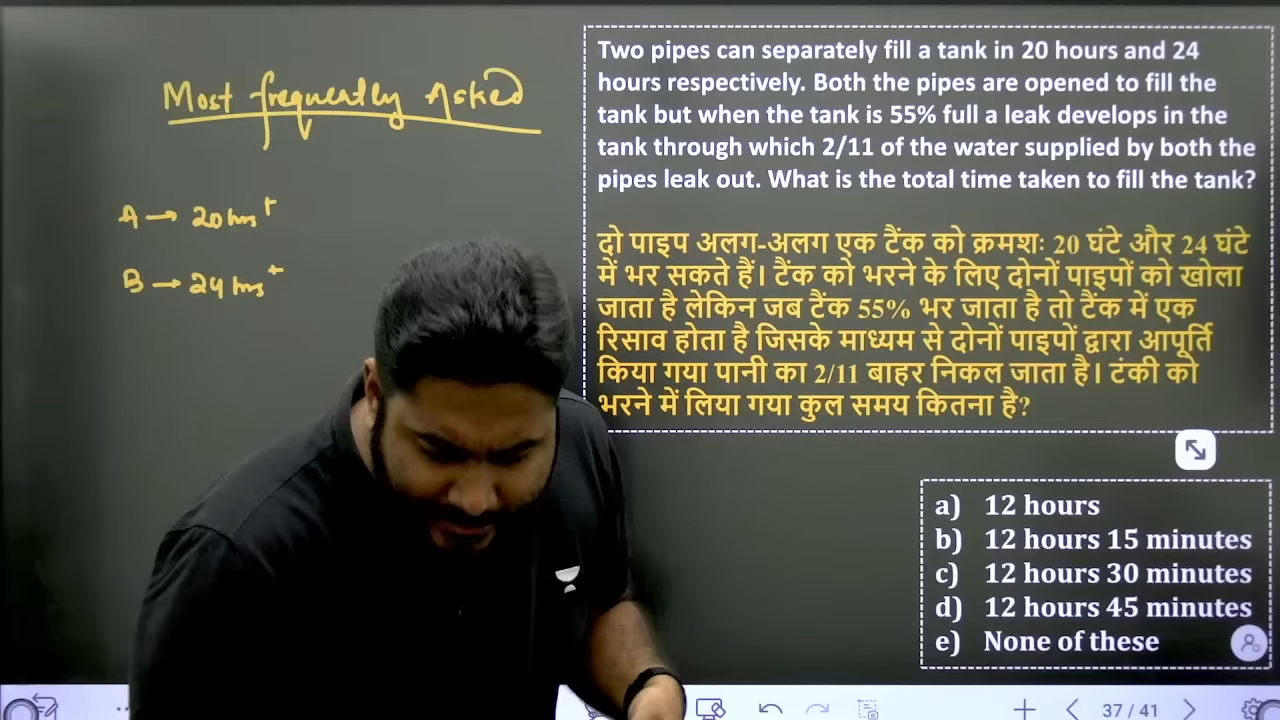 Most frequently Asked
A → 20 hrs +
B → 24 hrs +
Two pipes can separately fill a tank in 20 hours and 24
hours respectively. Both the pipes are opened to fill the
tank but when the tank is 55% full a leak develops in the
tank through which 2/11 of the water supplied by both the
pipes leak out. What is the total time taken to fill the tank?
दो पाइप अलग-अलग एक टैंक को क्रमशः 20 घंटे और 24 घंटे
में भर सकते हैं। टैंक को भरने के लिए दोनों पाइपों को खोला
जाता है लेकिन जब टैंक 55% भर जाता है तो टैंक में एक
रिसाव होता है जिसके माध्यम से दोनों पाइपों द्वारा आपूर्ति
किया गया पानी का 2/11 बाहर निकल जाता है। टंकी को
भरने में लिया गया कुल समय कितना है?
a) 12 hours
b) 12 hours 15 minutes
c) 12 hours 30 minutes
d) 12 hours 45 minutes
e) None of these
37 / 41